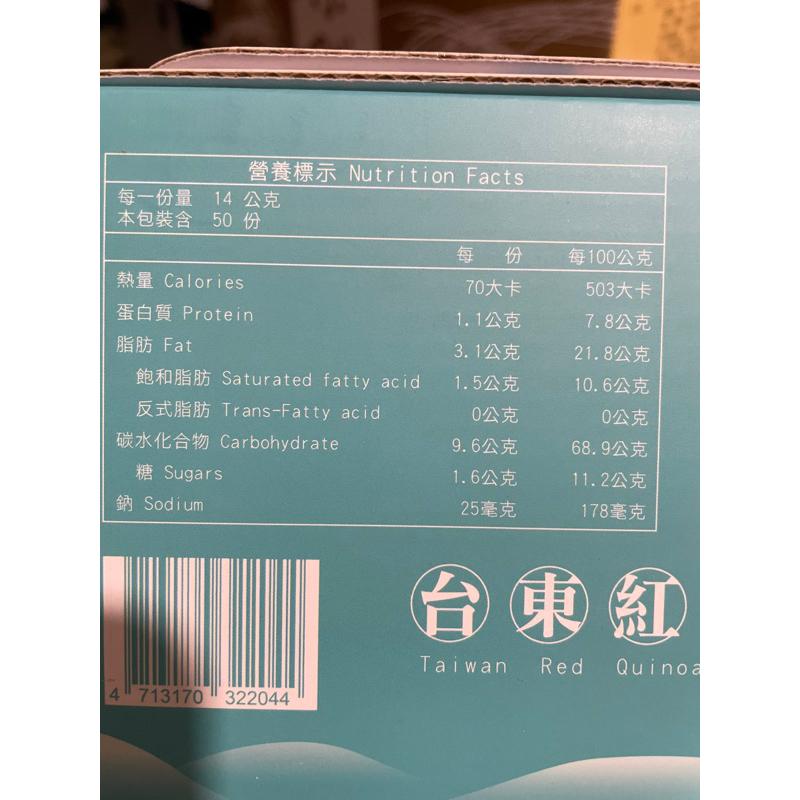 營養標示 Nutrition Facts
每一份量 14 公克
本包裝含 50 份
每 份 每100公克
熱量 Calories 70大卡 503大卡
蛋白質 Protein 1.1公克 7.8公克
脂肪 Fat 3.1公克 21.8公克
飽和脂肪 Saturated fatty acid 1.5公克 10.6公克
反式脂肪 Trans-Fatty acid 0公克 0公克
碳水化合物 Carbohydrate 9.6公克 68.9公克
糖 Sugars 1.6公克 11.2公克
鈉 Sodium 25毫克 178毫克
台東紅
Taiwan Red Quinoa
4 713170 322044